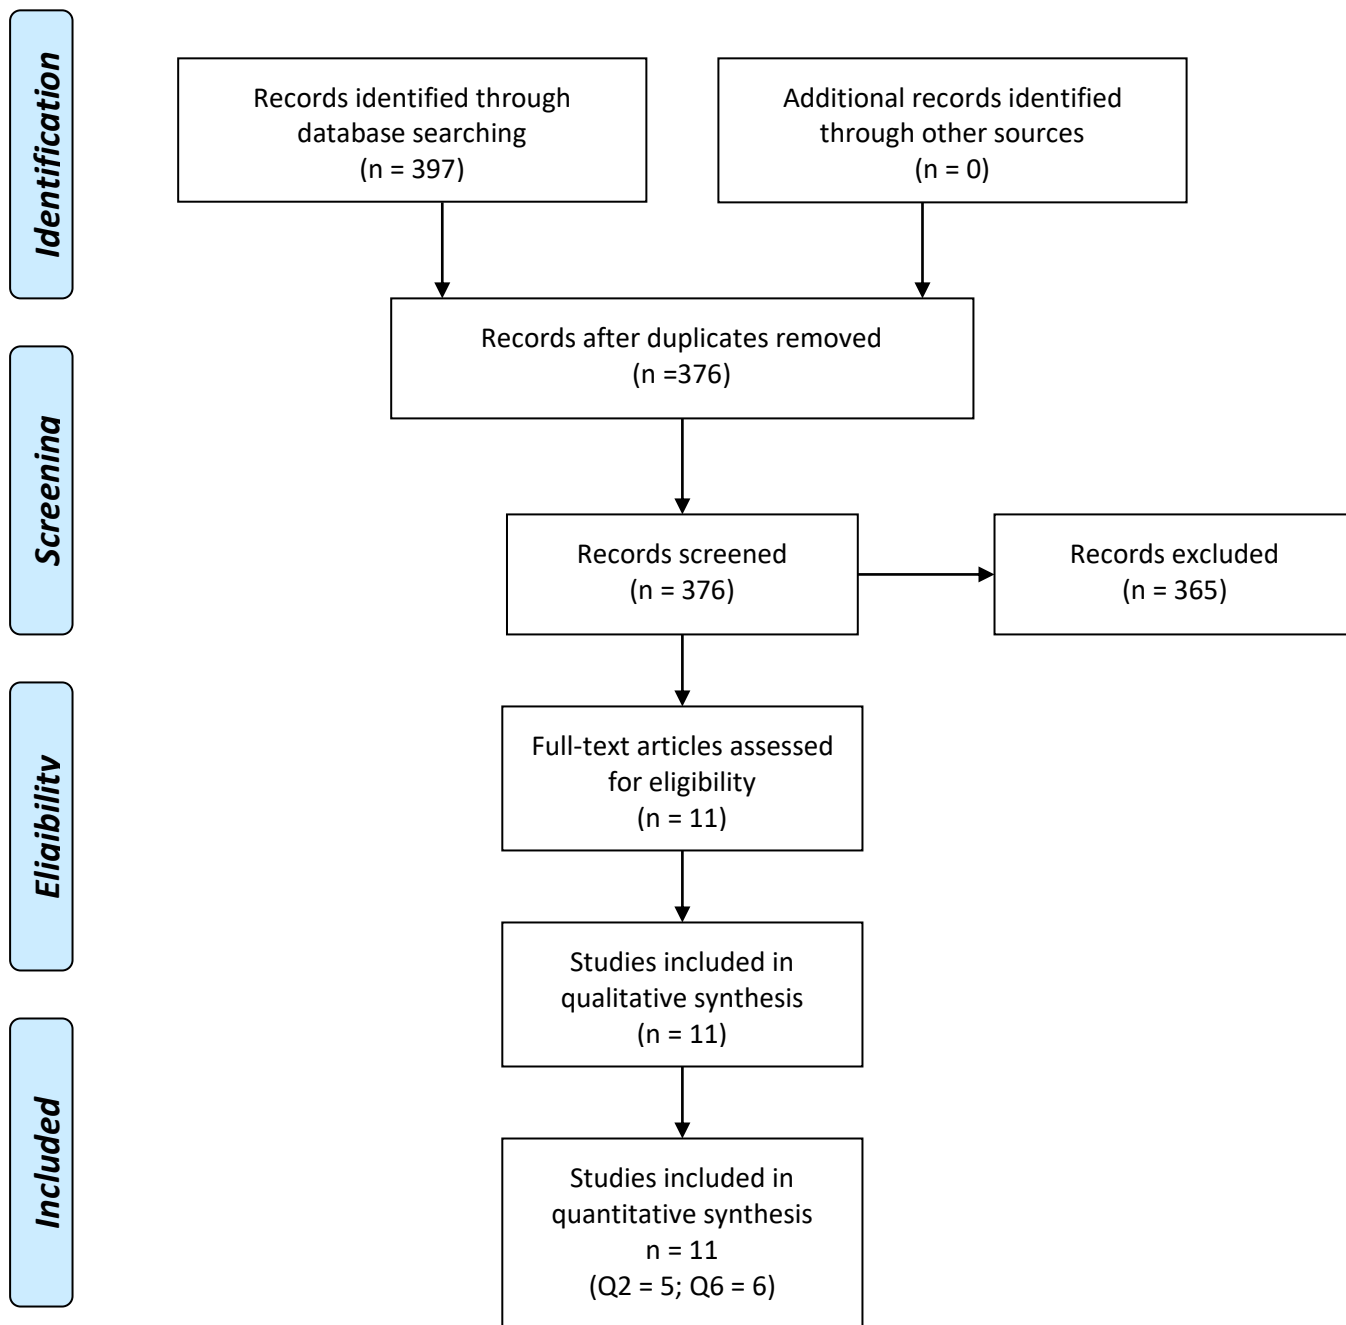 Identification
Records identified through
database searching
(n = 397)
Additional records identified
through other sources
(n = 0)
Records after duplicates removed
(n =376)
Screening
Records screened
(n = 376)
Records excluded
(n = 365)
Eligibility
Full-text articles assessed
for eligibility
(n = 11)
Studies included in
qualitative synthesis
(n = 11)
Included
Studies included in
quantitative synthesis
n = 11
(Q2 = 5; Q6 = 6)